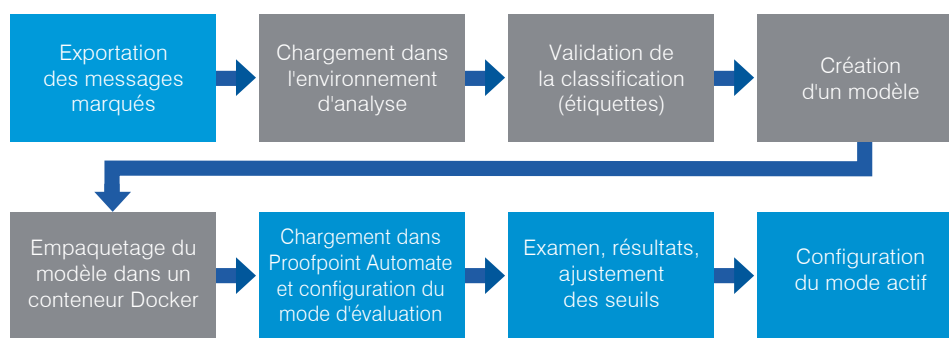 Exportation
des messages
marqués
Chargement dans
l'environnement
d'analyse
Validation de
la classification
(étiquettes)
Création
d'un modèle
Empaquetage du
modèle dans un
conteneur Docker
Chargement dans
Proofpoint Automate
et configuration du
mode d'évaluation
Examen, résultats,
ajustement
des seuils
Configuration
du mode actif